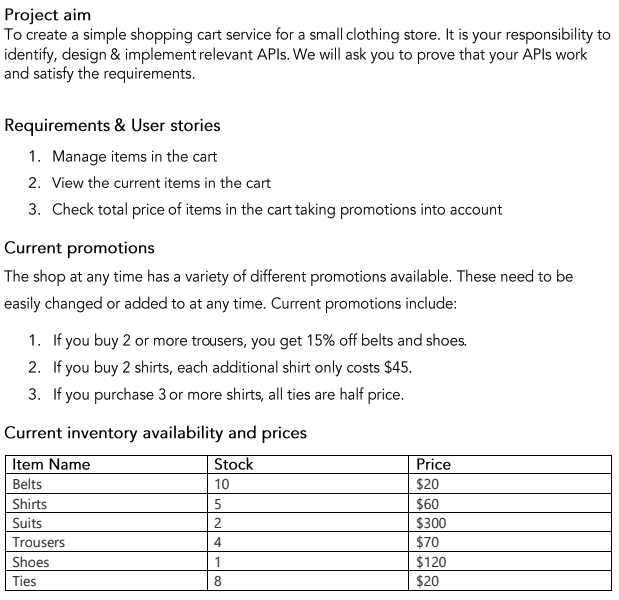 Project aim
To create a simple shopping cart service for a small clothing store. It is your responsibility to
identify, design & implement relevant APIs. We will ask you to prove that your APIs work
and satisfy the requirements.
Requirements & User stories
1. Manage items in the cart
2. View the current items in the cart
3. Check total price of items in the cart taking promotions into account
Current promotions
The shop at any time has a variety of different promotions available. These need to be
easily changed or added to at any time. Current promotions include:
1. If you buy 2 or more trousers, you get 15% off belts and shoes.
2. If you buy 2 shirts, each additional shirt only costs $45.
3. If you purchase 3 or more shirts, all ties are half price.
Current inventory availability and prices
Item Name Stock Price
Belts 10 $20
Shirts 5 $60
Suits 2 $300
Trousers 4 $70
Shoes 1 $120
Ties 8 $20